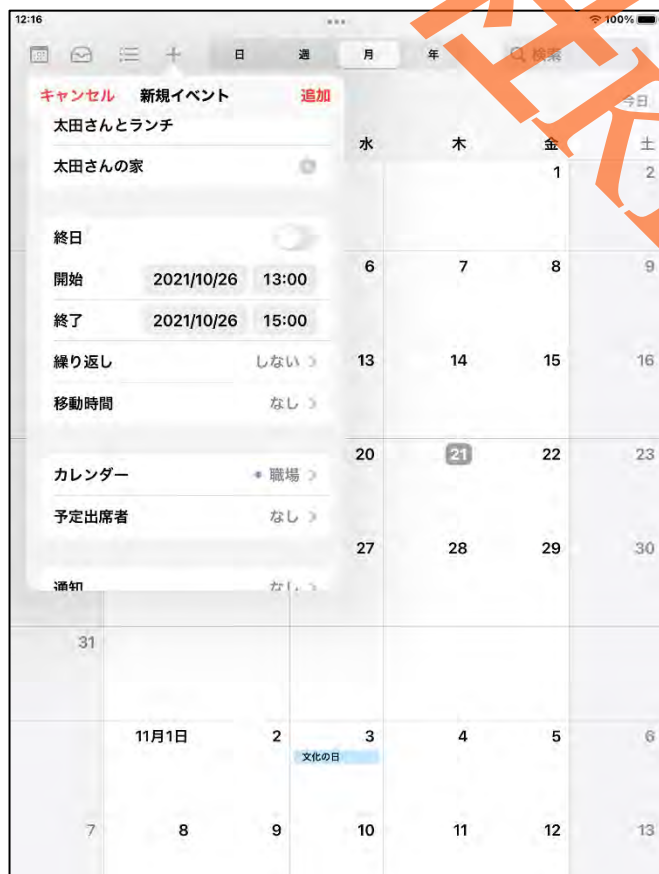 12:16 100%
日 週 月 年 検索
キャンセル 新規イベント 追加
今日
太田さんとランチ
水 木 金 土
太田さんの家
1 2
終日
開始 2021/10/26 13:00
6 7 8 9
終了 2021/10/26 15:00
繰り返し しない
13 14 15 16
移動時間 なし
20 21 22 23
カレンダー 職場
予定出席者 なし
27 28 29 30
通知 なし
31
11月1日 2 3 4 5 6
文化の日
7 8 9 10 11 12 13